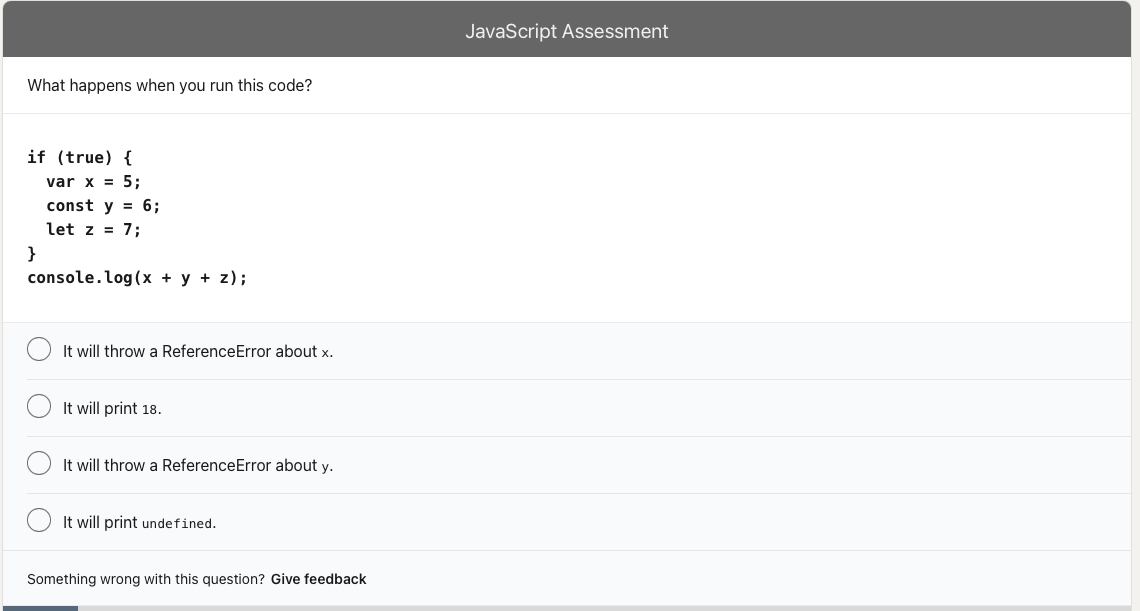 JavaScript Assessment
What happens when you run this code?
if (true) {
  var x = 5;
  const y = 6;
  let z = 7;
}
console.log(x + y + z);
It will throw a ReferenceError about x.
It will print 18.
It will throw a ReferenceError about y.
It will print undefined.
Something wrong with this question? Give feedback